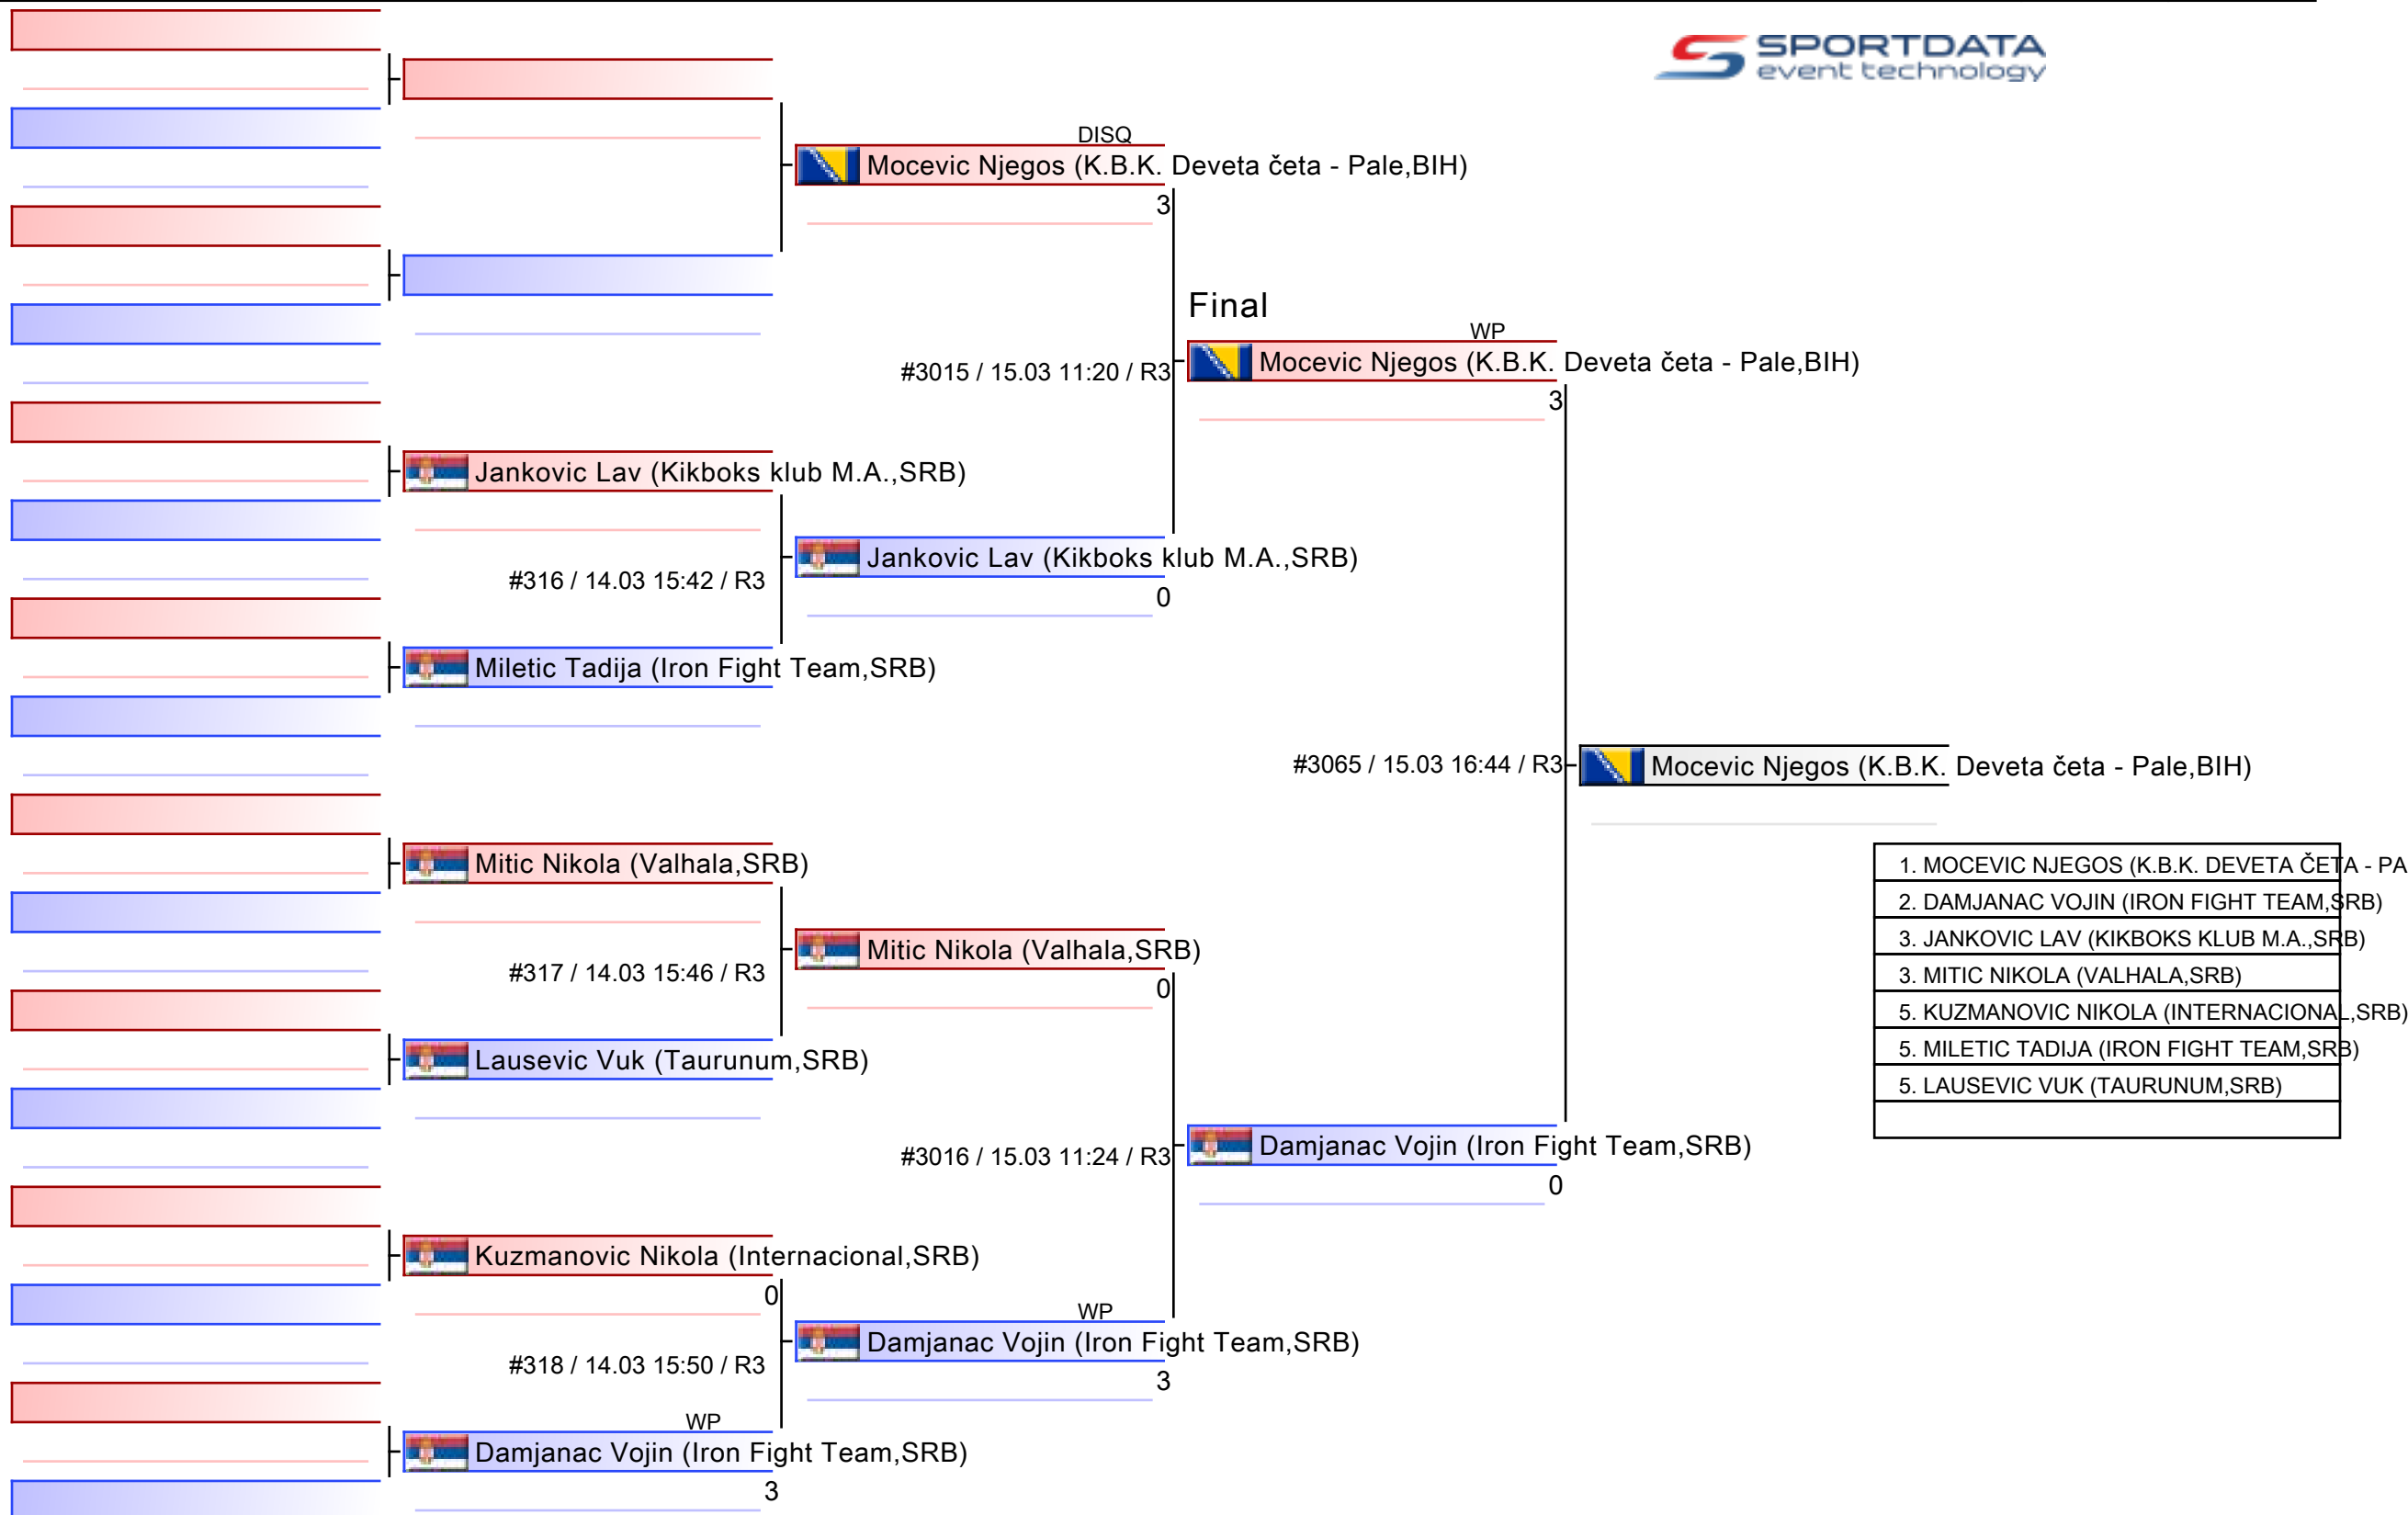 SPORTDATA
event technology
DISQ
Mocevic Njegos (K.B.K. Deveta četa - Pale,BIH)
3
Final
WP
#3015 / 15.03 11:20 / R3
Mocevic Njegos (K.B.K. Deveta četa - Pale,BIH)
3
Jankovic Lav (Kikboks klub M.A.,SRB)
Jankovic Lav (Kikboks klub M.A.,SRB)
#316 / 14.03 15:42 / R3
0
Miletic Tadija (Iron Fight Team,SRB)
#3065 / 15.03 16:44 / R3
Mocevic Njegos (K.B.K. Deveta četa - Pale,BIH)
Mitic Nikola (Valhala,SRB)
1. MOCEVIC NJEGOS (K.B.K. DEVETA ČETA - PA
2. DAMJANAC VOJIN (IRON FIGHT TEAM,SRB)
3. JANKOVIC LAV (KIKBOKS KLUB M.A.,SRB)
3. MITIC NIKOLA (VALHALA,SRB)
5. KUZMANOVIC NIKOLA (INTERNACIONAL,SRB)
5. MILETIC TADIJA (IRON FIGHT TEAM,SRB)
5. LAUSEVIC VUK (TAURUNUM,SRB)
Mitic Nikola (Valhala,SRB)
#317 / 14.03 15:46 / R3
0
Lausevic Vuk (Taurunum,SRB)
#3016 / 15.03 11:24 / R3
Damjanac Vojin (Iron Fight Team,SRB)
0
Kuzmanovic Nikola (Internacional,SRB)
0
WP
Damjanac Vojin (Iron Fight Team,SRB)
#318 / 14.03 15:50 / R3
3
WP
Damjanac Vojin (Iron Fight Team,SRB)
3